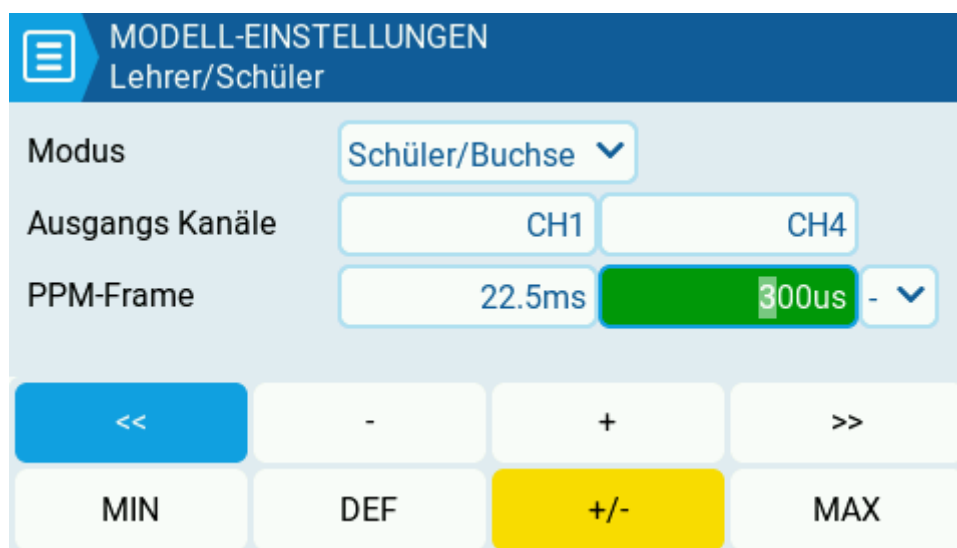 MODELL-EINSTELLUNGEN
Lehrer/Schüler
Modus Schüler/Buchse
Ausgangs Kanäle CH1 CH4
PPM-Frame 22.5ms 300us -
<< - + >>
MIN DEF +/- MAX